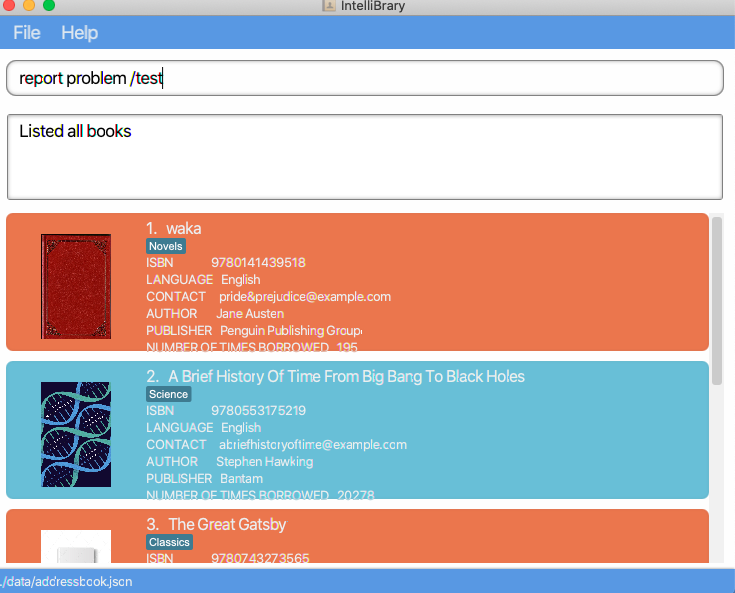 IntelliBrary
File Help
report problem /test
Listed all books
1. waka
Novels
ISBN 9780141439518
LANGUAGE English
CONTACT pride&prejudice@example.com
AUTHOR Jane Austen
PUBLISHER Penguin Publishing Group
NUMBER OF TIMES BORROWED 195
2. A Brief History Of Time From Big Bang To Black Holes
Science
ISBN 9780553175219
LANGUAGE English
CONTACT abriefhistoryoftime@example.com
AUTHOR Stephen Hawking
PUBLISHER Bantam
NUMBER OF TIMES BORROWED 20278
3. The Great Gatsby
Classics
ISBN 9780743273565
./data/addressbook.json